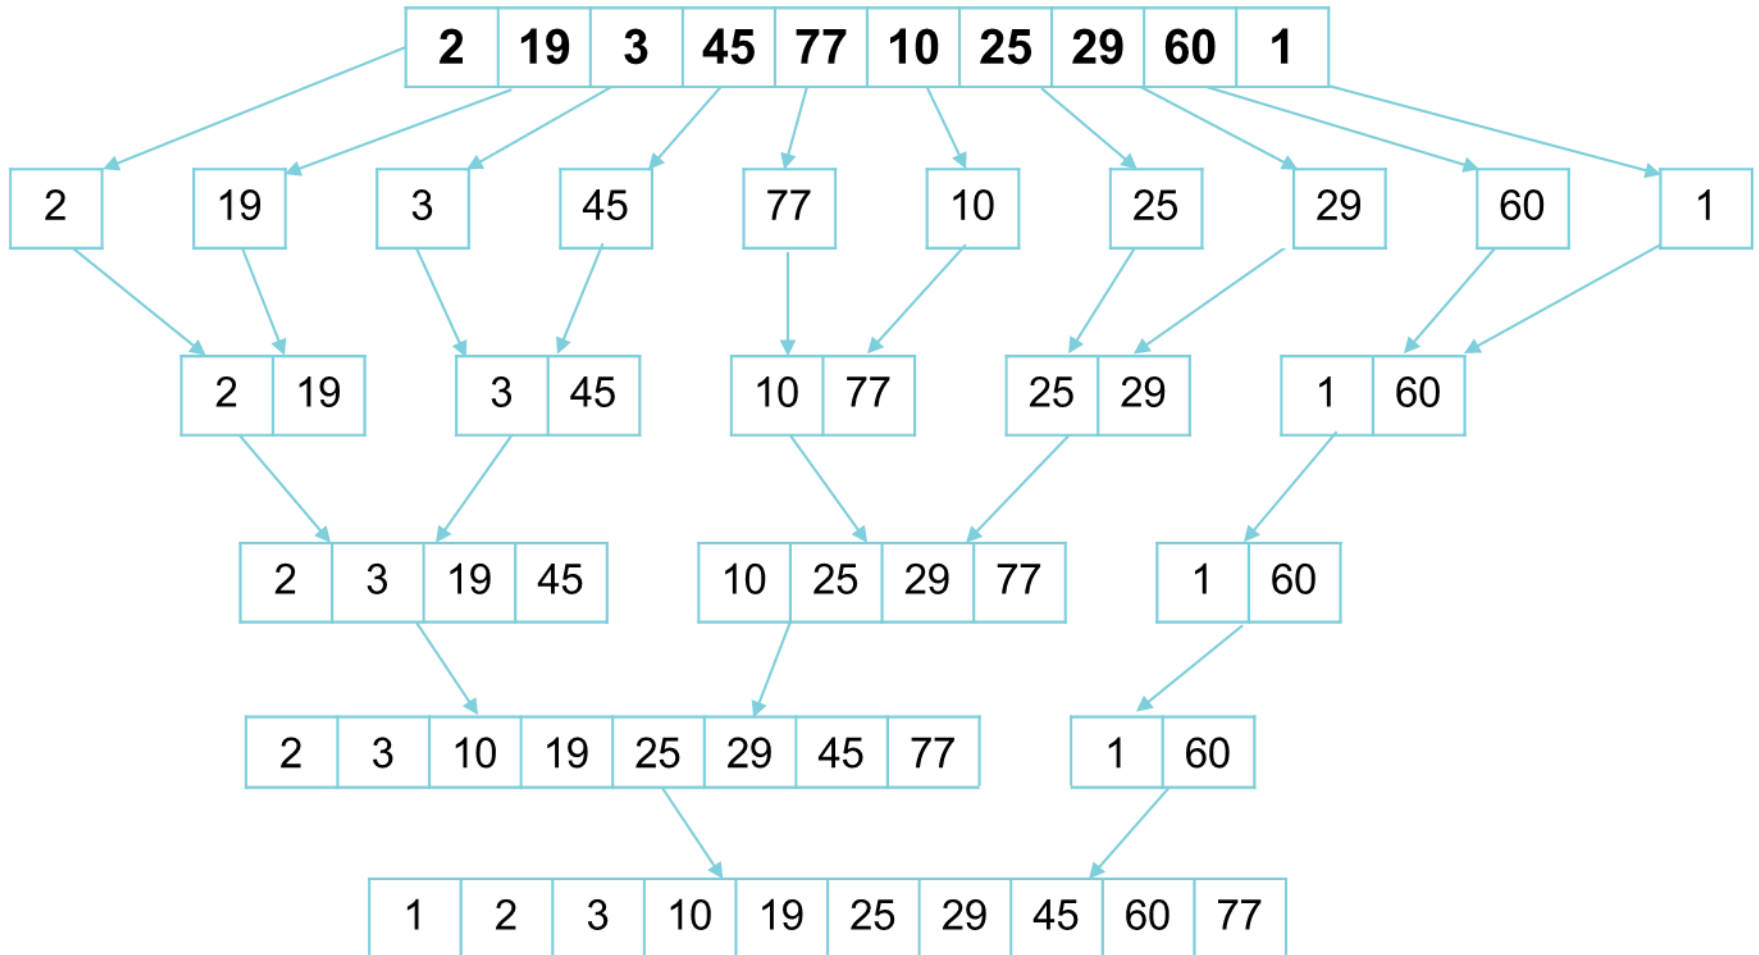 2 19 3 45 77 10 25 29 60 1
2 19 3 45 77 10 25 29 60 1
2 19 3 45 10 77 25 29 1 60
2 3 19 45 10 25 29 77 1 60
2 3 10 19 25 29 45 77 1 60
1 2 3 10 19 25 29 45 60 77